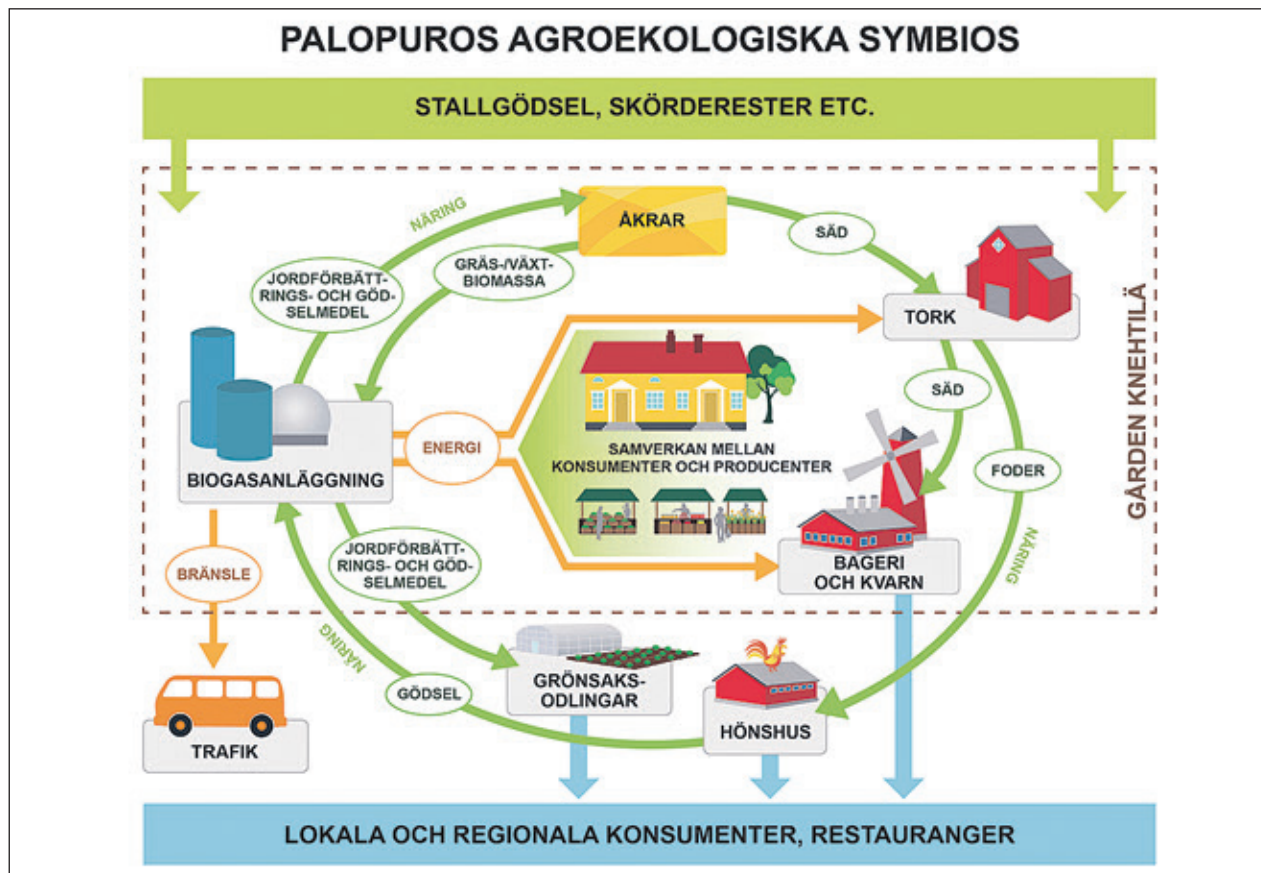 PALOPUROS AGROEKOLOGISKA SYMBIOS
STALLGÖDSEL, SKÖRDERESTER ETC.
NÄRING
ÅKRAR
SÄD
JORDFÖRBÄTT-
RINGS- OCH GÖD-
SELMEDEL
GRÄS-/VÄXT-
BIOMASSA
TORK
GÅRDEN KNEHTILÄ
SÄD
ENERGI
SAMVERKAN MELLAN
KONSUMENTER OCH PRODUCENTER
FODER
BIOGASANLÄGGNING
NÄRING
JORDFÖRBÄTT-
RINGS- OCH GÖD-
SELMEDEL
BRÄNSLE
BAGERI
OCH KVARN
NÄRING
GRÖNSAKS-
ODLINGAR
GÖDSEL
HÖNSHUS
TRAFIK
LOKALA OCH REGIONALA KONSUMENTER, RESTAURANGER